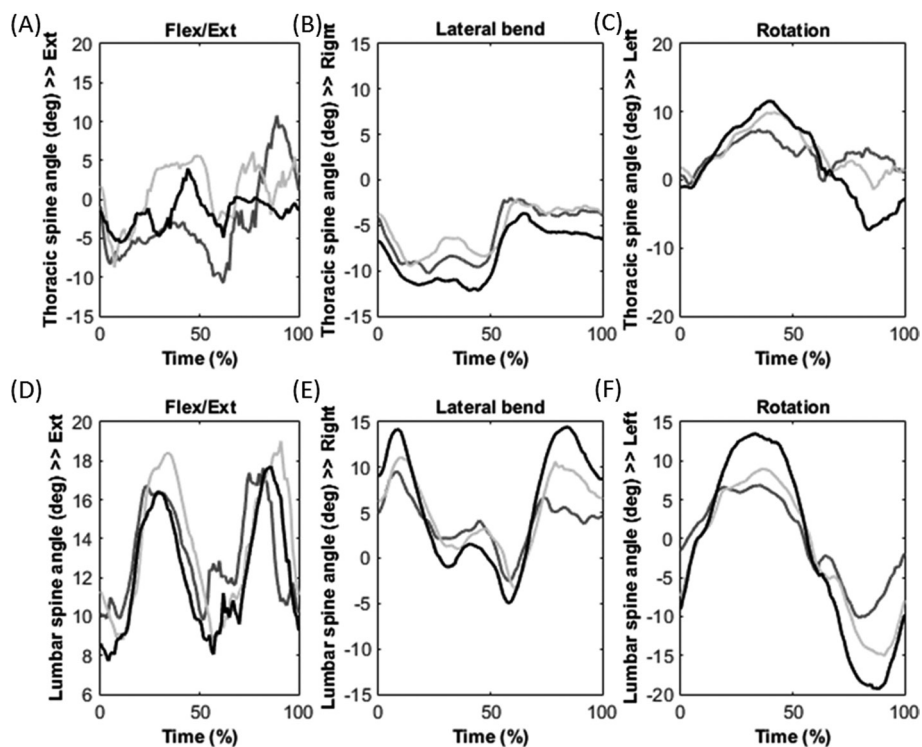 (A)
Flex/Ext
Thoracic spine angle (deg) >> Ext
20
15
10
5
0
-5
-10
-15
0
50
100
Time (%)
(B)
Lateral bend
Thoracic spine angle (deg) >> Right
15
10
5
0
-5
-10
-15
0
50
100
Time (%)
(C)
Rotation
Thoracic spine angle (deg) >> Left
20
10
0
-10
-20
0
50
100
Time (%)
(D)
Flex/Ext
Lumbar spine angle (deg) >> Ext
20
18
16
14
12
10
8
6
0
50
100
Time (%)
(E)
Lateral bend
Lumbar spine angle (deg) >> Right
15
10
5
0
-5
-10
-15
0
50
100
Time (%)
(F)
Rotation
Lumbar spine angle (deg) >> Left
15
10
5
0
-5
-10
-15
-20
0
50
100
Time (%)